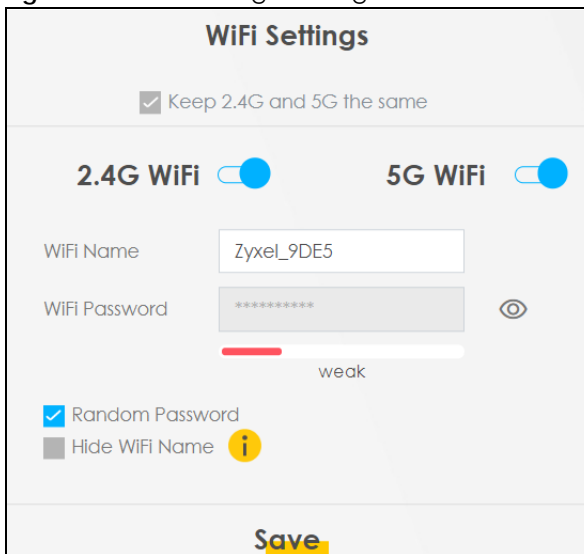 WiFi Settings
Keep 2.4G and 5G the same
2.4G WiFi 5G WiFi
WiFi Name Zyxel_9DE5
WiFi Password **********
weak
Random Password
Hide WiFi Name i
Save